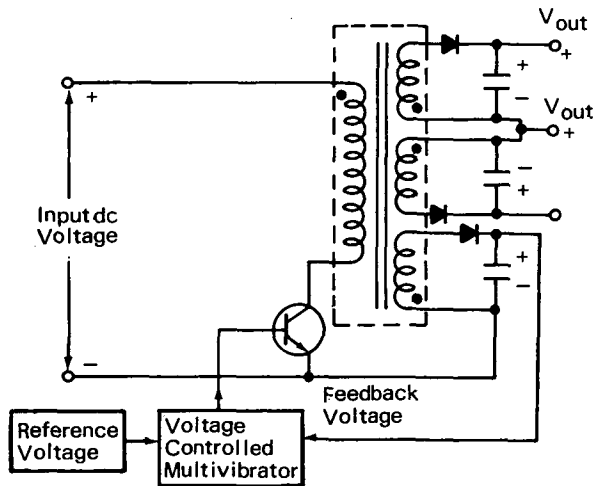 V out
+
+
−
V out
+
+
Input dc
Voltage
−
+
+
−
−
Feedback
Voltage
Reference
Voltage
Voltage
Controlled
Multivibrator